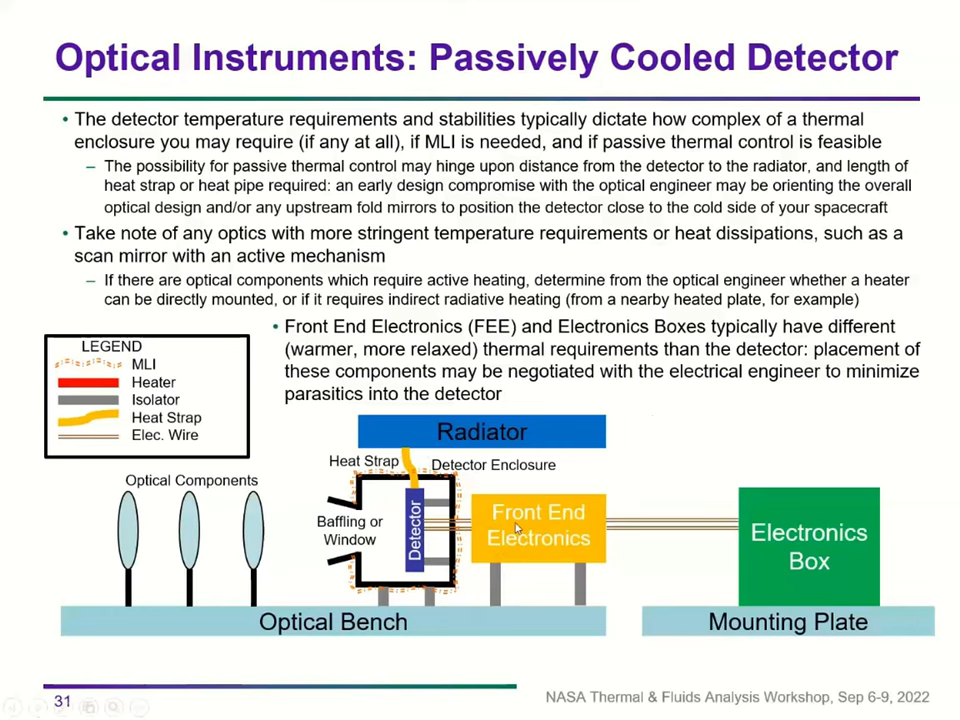 Optical Instruments: Passively Cooled Detector
• The detector temperature requirements and stabilities typically dictate how complex of a thermal
enclosure you may require (if any at all), if MLI is needed, and if passive thermal control is feasible
– The possibility for passive thermal control may hinge upon distance from the detector to the radiator, and length of
heat strap or heat pipe required: an early design compromise with the optical engineer may be orienting the overall
optical design and/or any upstream fold mirrors to position the detector close to the cold side of your spacecraft
• Take note of any optics with more stringent temperature requirements or heat dissipations, such as a
scan mirror with an active mechanism
– If there are optical components which require active heating, determine from the optical engineer whether a heater
can be directly mounted, or if it requires indirect radiative heating (from a nearby heated plate, for example)
• Front End Electronics (FEE) and Electronics Boxes typically have different
(warmer, more relaxed) thermal requirements than the detector: placement of
these components may be negotiated with the electrical engineer to minimize
parasitics into the detector
LEGEND
MLI
Heater
Isolator
Heat Strap
Elec. Wire
Radiator
Heat Strap
Detector Enclosure
Optical Components
Baffling or
Window
Detector
Front End
Electronics
Electronics
Box
Optical Bench
Mounting Plate
31
NASA Thermal & Fluids Analysis Workshop, Sep 6-9, 2022